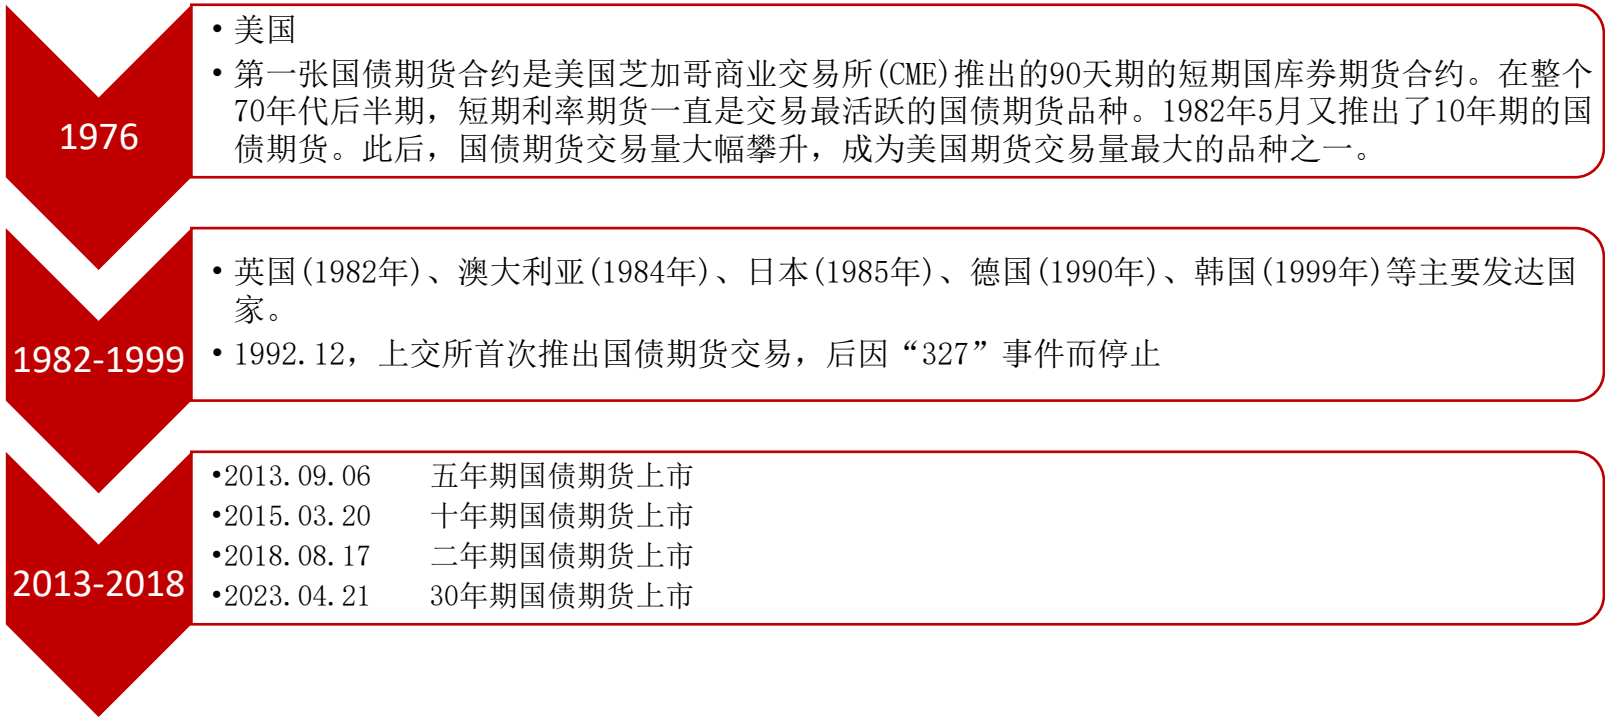 1976
• 美国
• 第一张国债期货合约是美国芝加哥商业交易所(CME)推出的90天期的短期国库券期货合约。在整个
70年代后半期，短期利率期货一直是交易最活跃的国债期货品种。1982年5月又推出了10年期的国
债期货。此后，国债期货交易量大幅攀升，成为美国期货交易量最大的品种之一。
1982-1999
• 英国(1982年)、澳大利亚(1984年)、日本(1985年)、德国(1990年)、韩国(1999年)等主要发达国
家。
• 1992.12，上交所首次推出国债期货交易，后因“327”事件而停止
2013-2018
•2013.09.06 五年期国债期货上市
•2015.03.20 十年期国债期货上市
•2018.08.17 二年期国债期货上市
•2023.04.21 30年期国债期货上市